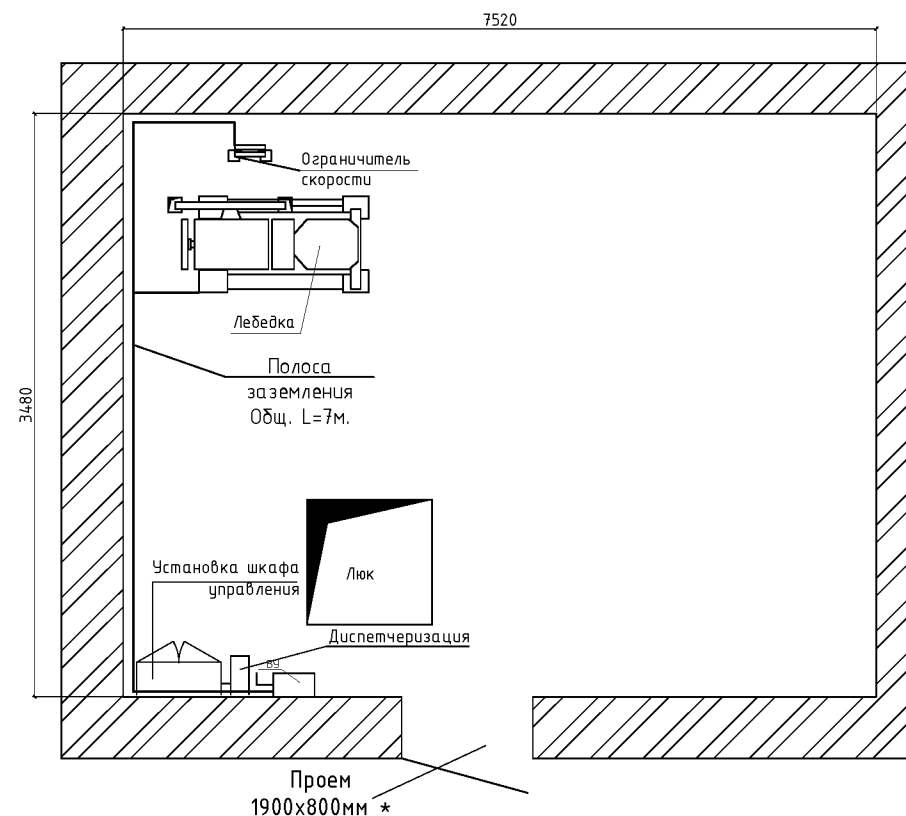 7520
3480
Ограничитель
скорости
Лебедка
Полоса
заземления
Общ. L=7м.
Установка шкафа
управления
Люк
Диспетчеризация
ВУ
Проем
1900х800мм *